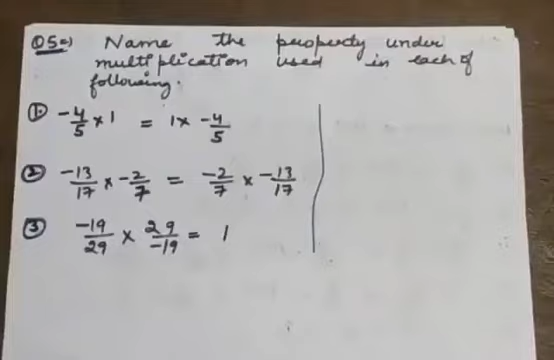 Q5⇒) Name the property under
multiplication used in each of
following.
① -4/5 × 1 = 1 × -4/5
② -13/17 × -2/7 = -2/7 × -13/17
③ -19/29 × 29/-19 = 1